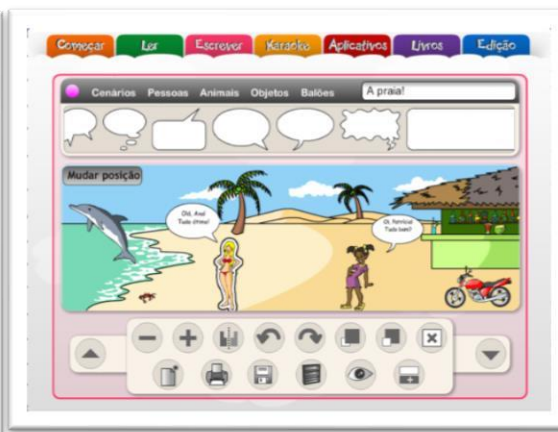 Começar Ler Escrever Karaokê Aplicativos Livros Edição
Cenários Pessoas Animais Objetos Balões A praia!
Mudar posição
Olá, Ana!
Tudo ótimo!
Oi, Patrícia!
Tudo bem?